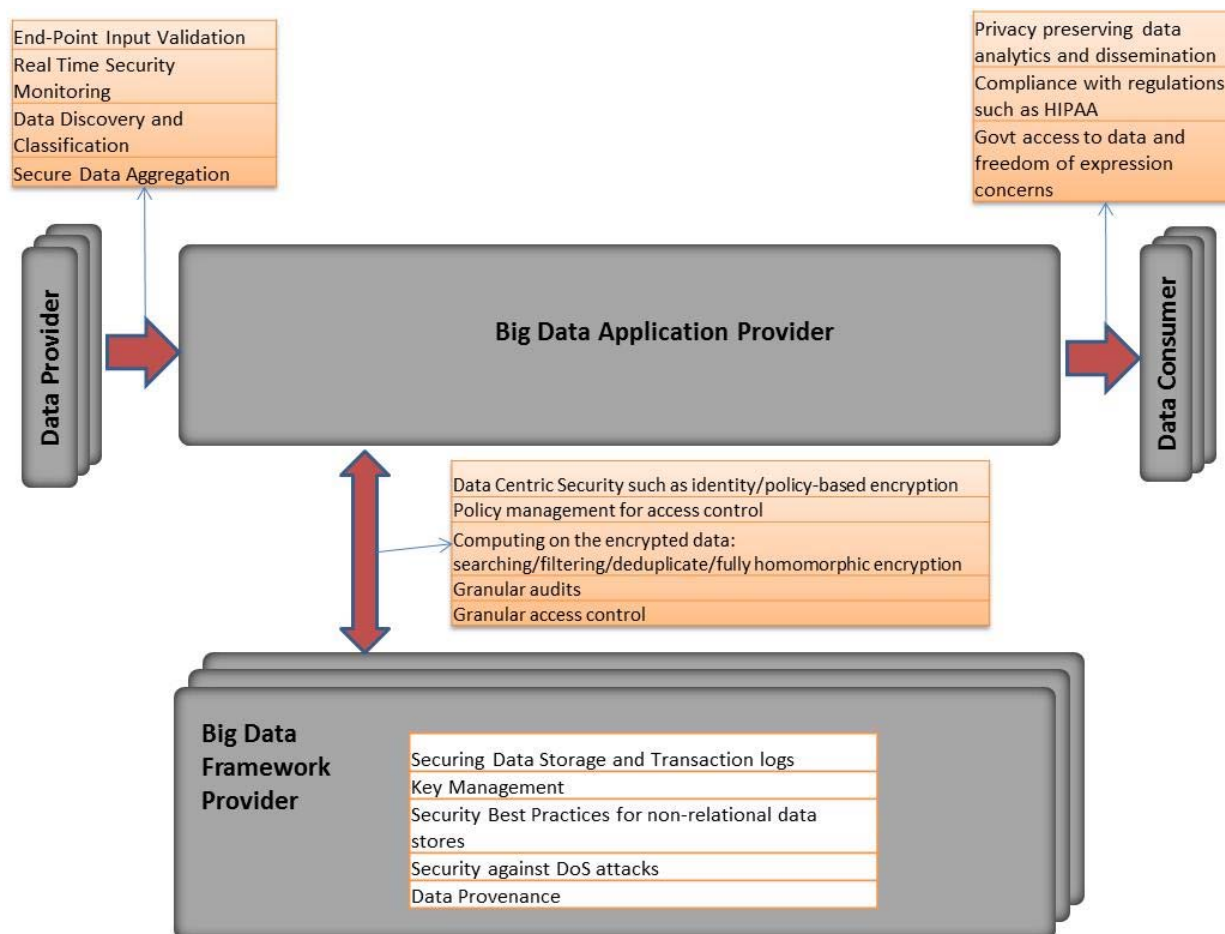 End-Point Input Validation
Real Time Security
Monitoring
Data Discovery and
Classification
Secure Data Aggregation
Privacy preserving data
analytics and dissemination
Compliance with regulations
such as HIPAA
Govt access to data and
freedom of expression
concerns
Data Provider
Big Data Application Provider
Data Consumer
Data Centric Security such as identity/policy-based encryption
Policy management for access control
Computing on the encrypted data:
searching/filtering/deduplicate/fully homomorphic encryption
Granular audits
Granular access control
Big Data
Framework
Provider
Securing Data Storage and Transaction logs
Key Management
Security Best Practices for non-relational data
stores
Security against DoS attacks
Data Provenance